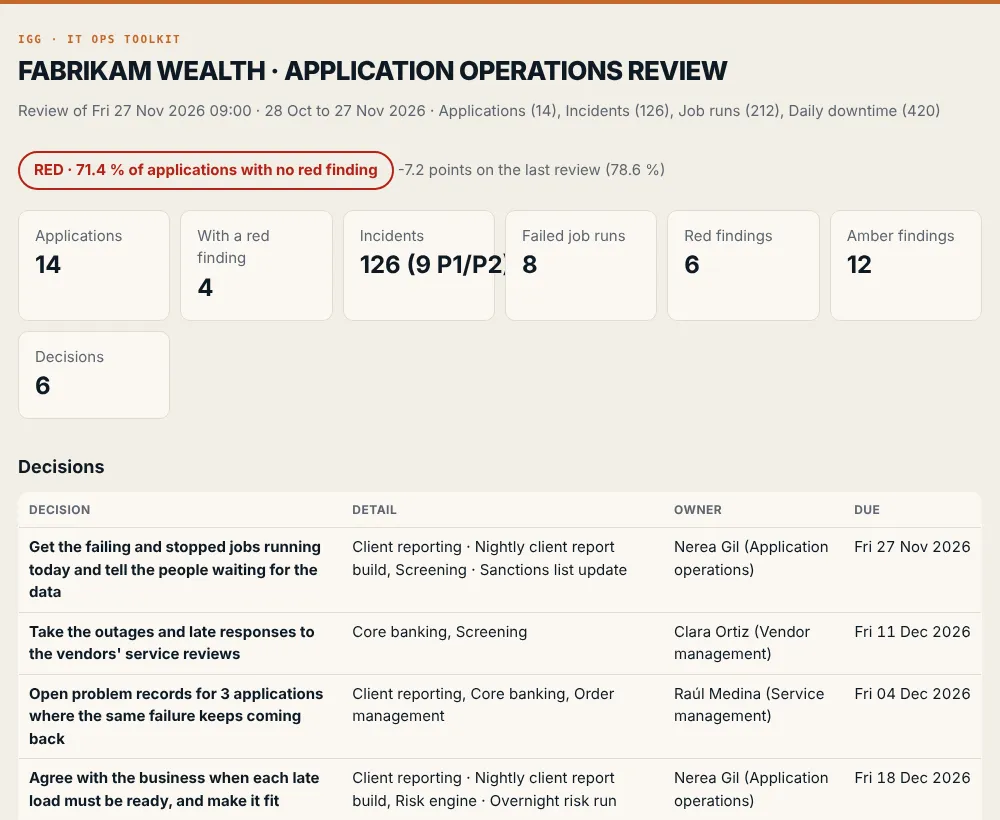 IGG · IT OPS TOOLKIT
FABRIKAM WEALTH · APPLICATION OPERATIONS REVIEW
Review of Fri 27 Nov 2026 09:00 · 28 Oct to 27 Nov 2026 · Applications (14), Incidents (126), Job runs (212), Daily downtime (420)
RED · 71.4 % of applications with no red finding
-7.2 points on the last review (78.6 %)
Applications
14
With a red
finding
4
Incidents
126 (9 P1/P2)
Failed job runs
8
Red findings
6
Amber findings
12
Decisions
6
Decisions
DECISION DETAIL OWNER DUE
Get the failing and stopped jobs running
today and tell the people waiting for the
data
Client reporting · Nightly client report
build, Screening · Sanctions list update
Nerea Gil (Application
operations)
Fri 27 Nov 2026
Take the outages and late responses to
the vendors' service reviews
Core banking, Screening
Clara Ortiz (Vendor
management)
Fri 11 Dec 2026
Open problem records for 3 applications
where the same failure keeps coming
back
Client reporting, Core banking, Order
management
Raúl Medina (Service
management)
Fri 04 Dec 2026
Agree with the business when each late
load must be ready, and make it fit
Client reporting · Nightly client report
build, Risk engine · Overnight risk run
Nerea Gil (Application
operations)
Fri 18 Dec 2026